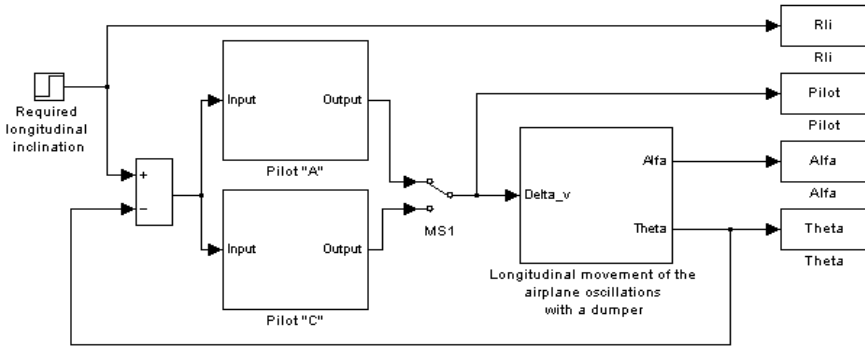 Rli
Rli
Required
longitudinal
inclination
Input
Output
Pilot "A"
+
−
Input
Output
Pilot "C"
MS1
Pilot
Pilot
Delta_v
Alfa
Theta
Longitudinal movement of the
airplane oscillations
with a dumper
Alfa
Alfa
Theta
Theta